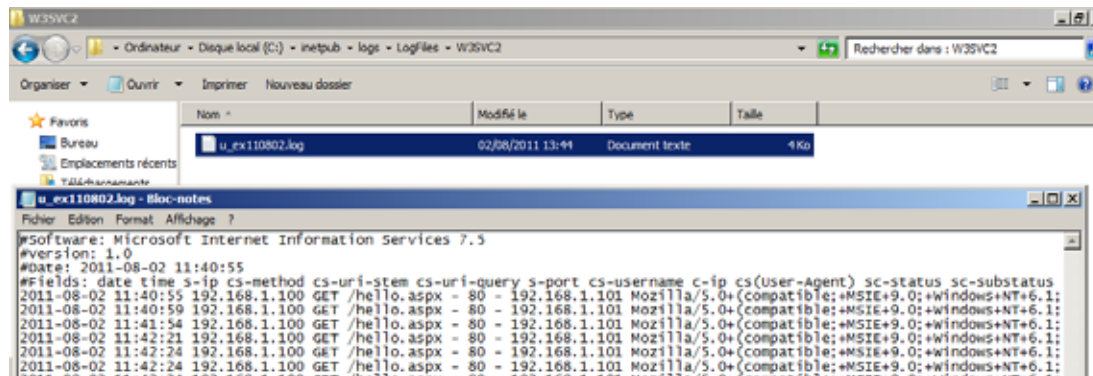 W3SVC2
Ordinateur Disque local (C:) inetpub logs LogFiles W3SVC2
Rechercher dans : W3SVC2
Organiser Ouvrir Imprimer Nouveau dossier
Nom Modifié le Type Taille
Favoris
Bureau
u_ex110802.log 02/08/2011 13:44 Document texte 4 Ko
Emplacements récents
Téléchargements
u_ex110802.log - Bloc-notes
Fichier Edition Format Affichage ?
#Software: Microsoft Internet Information Services 7.5
#Version: 1.0
#Date: 2011-08-02 11:40:55
#Fields: date time s-ip cs-method cs-uri-stem cs-uri-query s-port cs-username c-ip cs(User-Agent) sc-status sc-substatus
2011-08-02 11:40:55 192.168.1.100 GET /hello.aspx - 80 - 192.168.1.101 Mozilla/5.0+(compatible;+MSIE+9.0;+Windows+NT+6.1;
2011-08-02 11:40:59 192.168.1.100 GET /hello.aspx - 80 - 192.168.1.101 Mozilla/5.0+(compatible;+MSIE+9.0;+Windows+NT+6.1;
2011-08-02 11:41:54 192.168.1.100 GET /hello.aspx - 80 - 192.168.1.101 Mozilla/5.0+(compatible;+MSIE+9.0;+Windows+NT+6.1;
2011-08-02 11:42:21 192.168.1.100 GET /hello.aspx - 80 - 192.168.1.101 Mozilla/5.0+(compatible;+MSIE+9.0;+Windows+NT+6.1;
2011-08-02 11:42:24 192.168.1.100 GET /hello.aspx - 80 - 192.168.1.101 Mozilla/5.0+(compatible;+MSIE+9.0;+Windows+NT+6.1;
2011-08-02 11:42:24 192.168.1.100 GET /hello.aspx - 80 - 192.168.1.101 Mozilla/5.0+(compatible;+MSIE+9.0;+Windows+NT+6.1;